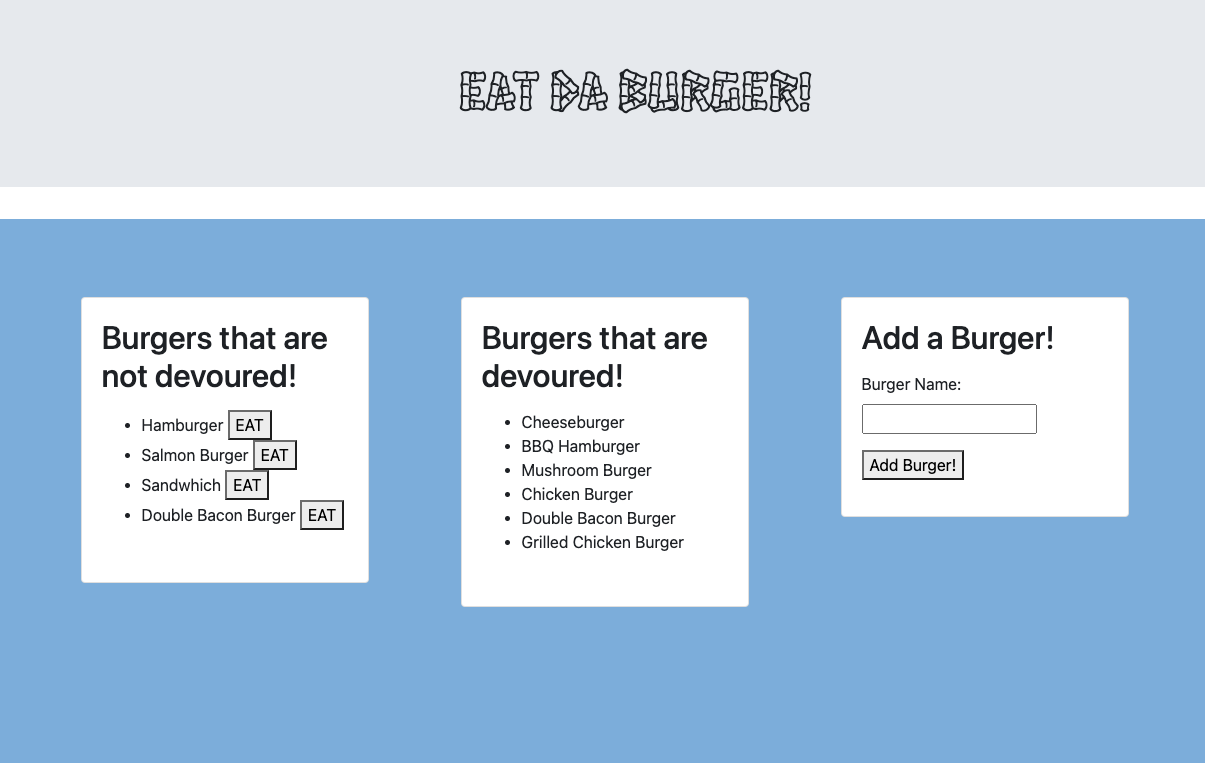 EAT DA BURGER!
Burgers that are
not devoured!
Hamburger EAT
Salmon Burger EAT
Sandwhich EAT
Double Bacon Burger EAT
Burgers that are
devoured!
Cheeseburger
BBQ Hamburger
Mushroom Burger
Chicken Burger
Double Bacon Burger
Grilled Chicken Burger
Add a Burger!
Burger Name:
Add Burger!